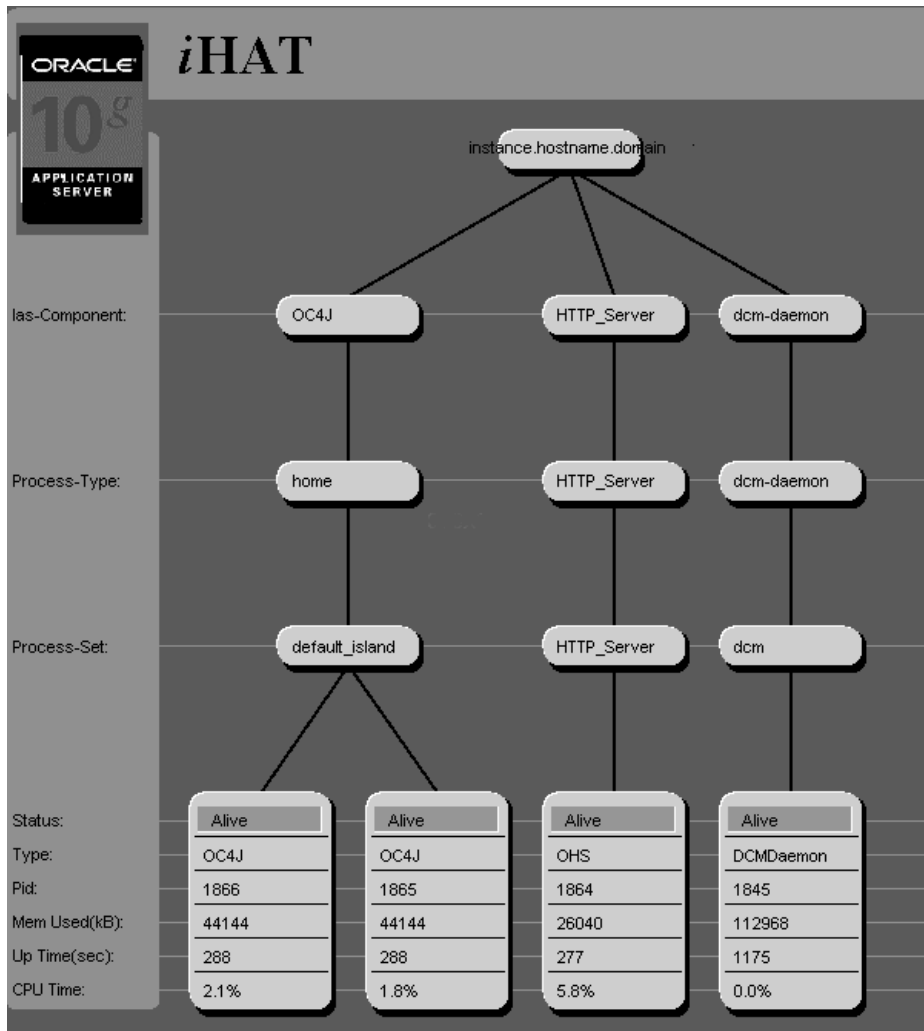 ORACLE
10g
APPLICATION
SERVER
iHAT
instance.hostname.domain
Ias-Component: OC4J HTTP_Server dcm-daemon
Process-Type: home HTTP_Server dcm-daemon
Process-Set: default_island HTTP_Server dcm
Status: Alive Alive Alive Alive
Type: OC4J OC4J OHS DCMDaemon
Pid: 1866 1865 1864 1845
Mem Used(kB): 44144 44144 26040 112968
Up Time(sec): 288 288 277 1175
CPU Time: 2.1% 1.8% 5.8% 0.0%